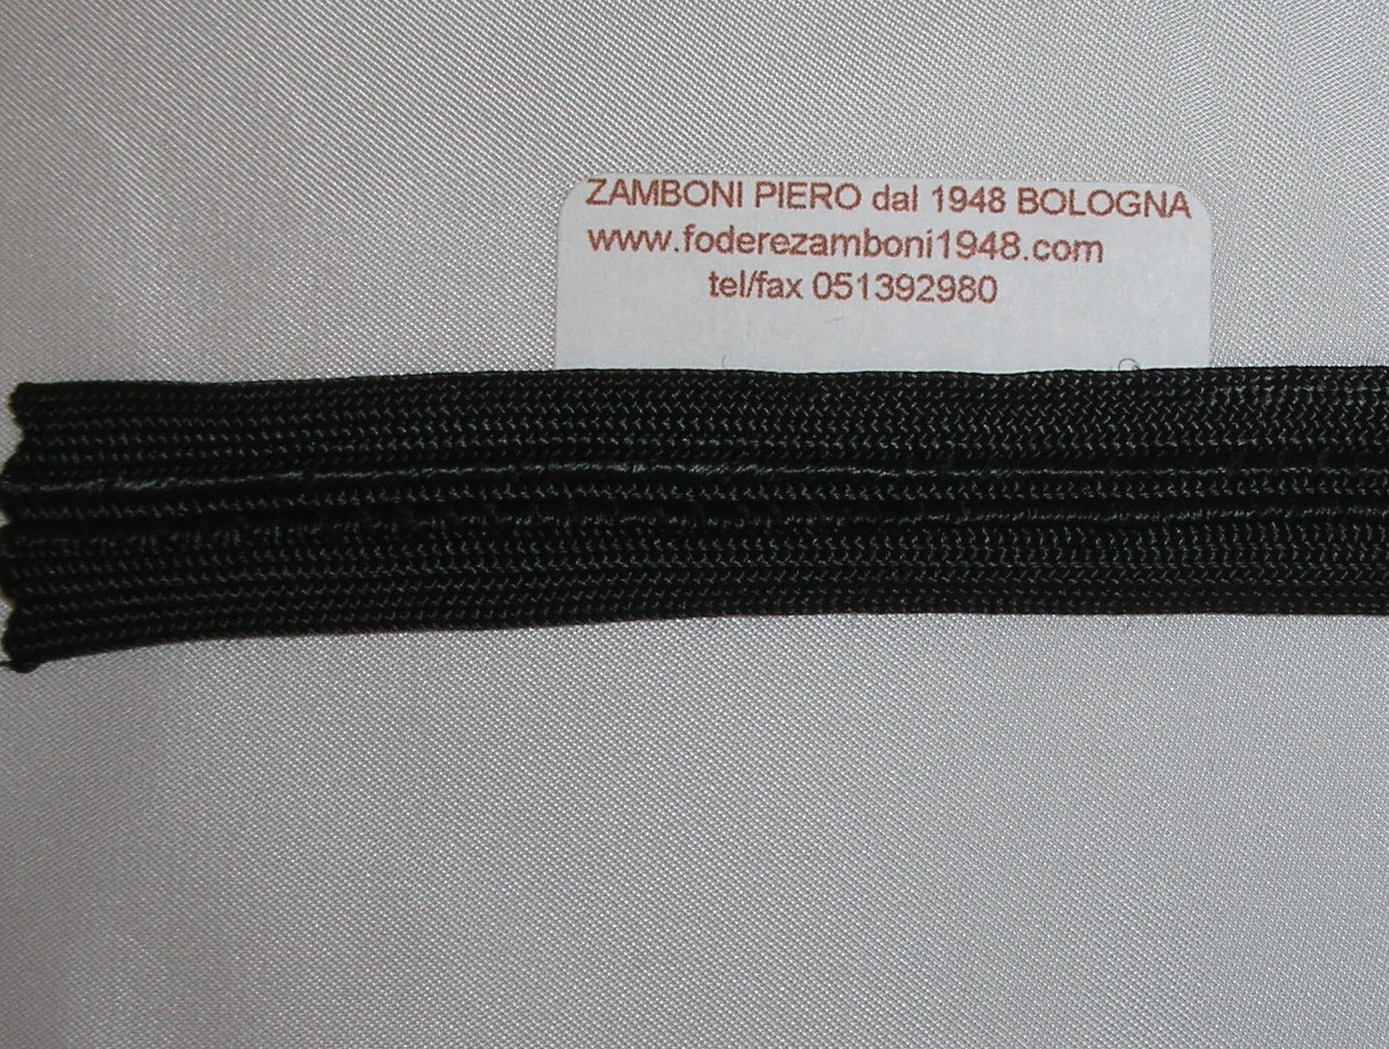 ZAMBONI PIERO dal 1948 BOLOGNA
www.foderezamboni1948.com
tel/fax 051392980